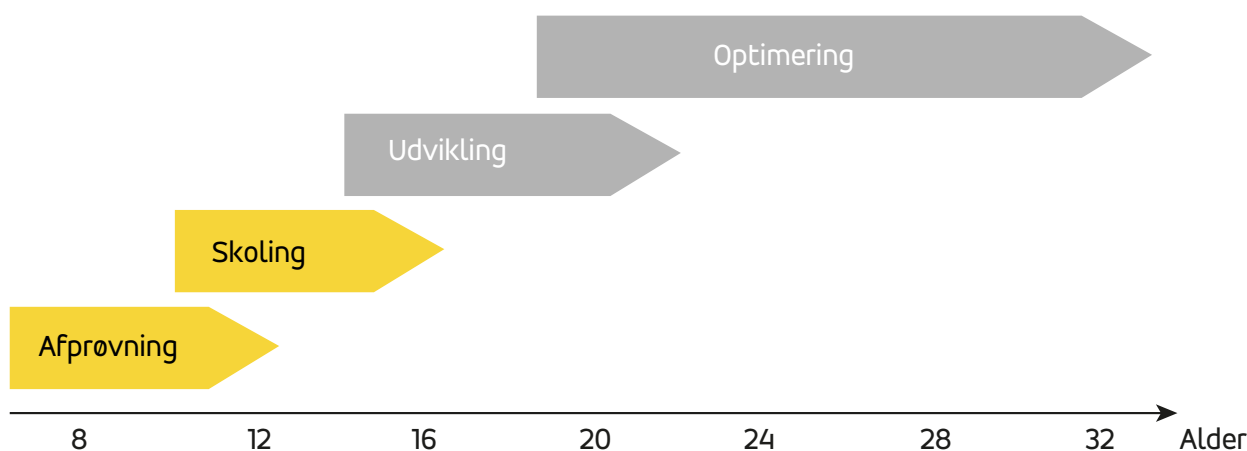 Optimering
Udvikling
Skoling
Afprøvning
8 12 16 20 24 28 32 Alder